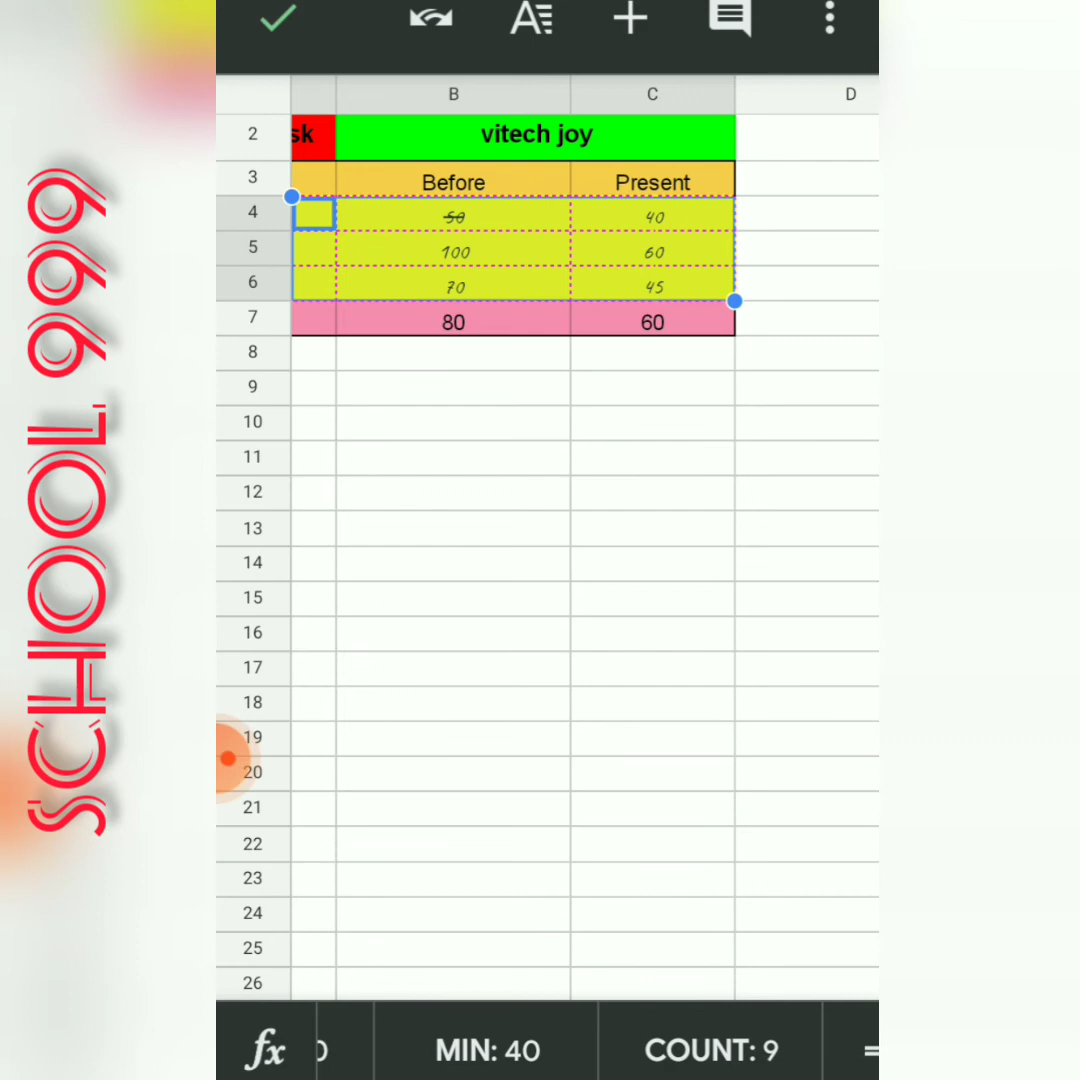 SCHOOL 999
B C D
2 sk vitech joy
3 Before Present
4 50 40
5 100 60
6 70 45
7 80 60
8
9
10
11
12
13
14
15
16
17
18
19
20
21
22
23
24
25
26
fx MIN: 40 COUNT: 9 =